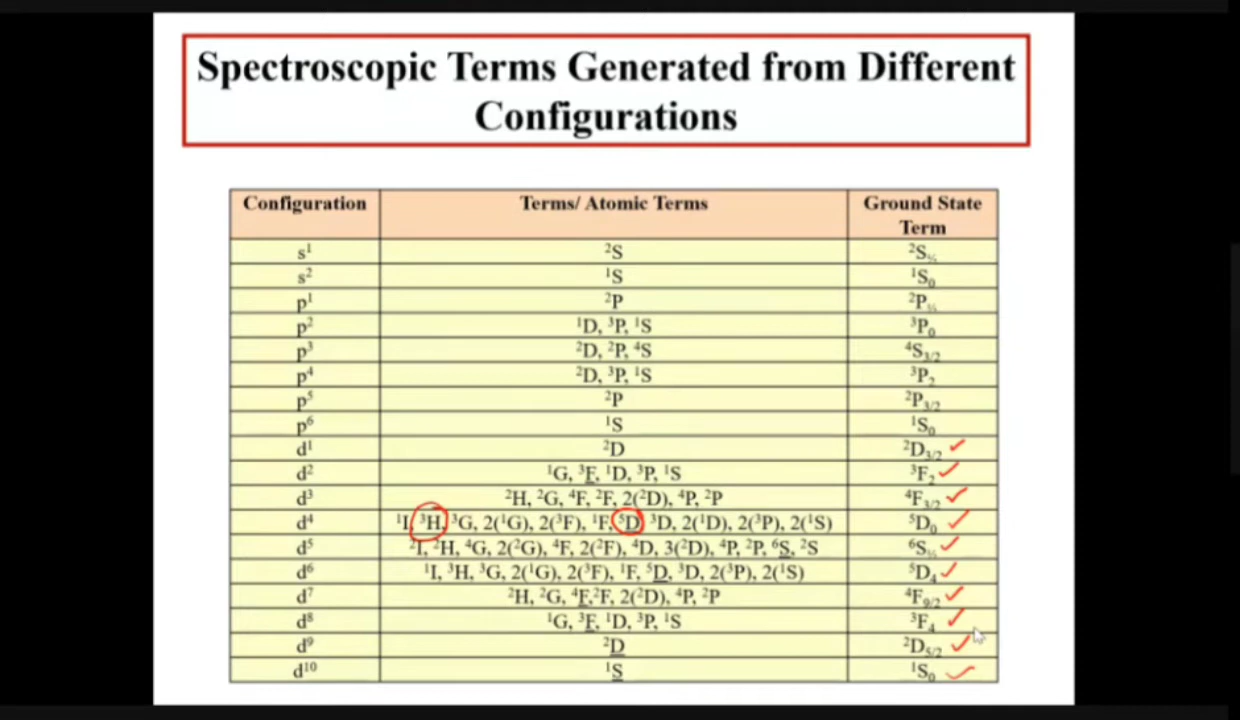 Spectroscopic Terms Generated from Different
Configurations
Configuration Terms/ Atomic Terms Ground State
Term
s¹ ²S ²S½
s² ¹S ¹S₀
p¹ ²P ²P½
p² ¹D, ³P, ¹S ³P₀
p³ ²D, ²P, ⁴S ⁴S₃/₂
p⁴ ²D, ³P, ¹S ³P₂
p⁵ ²P ²P₃/₂
p⁶ ¹S ¹S₀
d¹ ²D ²D₃/₂
d² ¹G, ³F, ¹D, ³P, ¹S ³F₂
d³ ²H, ²G, ⁴F, ²F, 2(²D), ⁴P, ²P ⁴F₃/₂
d⁴ ¹I, ³H, ³G, 2(¹G), 2(³F), ¹F, ⁵D, ³D, 2(¹D), 2(³P), 2(¹S) ⁵D₀
d⁵ ²I, ²H, ⁴G, 2(²G), ⁴F, 2(²F), ⁴D, 3(²D), ⁴P, ²P, ⁶S, ²S ⁶S
d⁶ ¹I, ³H, ³G, 2(¹G), 2(³F), ¹F, ⁵D, ³D, 2(³P), 2(¹S) ⁵D₄
d⁷ ²H, ²G, ⁴F,²F, 2(²D), ⁴P, ²P ⁴F₉/₂
d⁸ ¹G, ³F, ¹D, ³P, ¹S ³F₄
d⁹ ²D ²D₅/₂
d¹⁰ ¹S ¹S₀